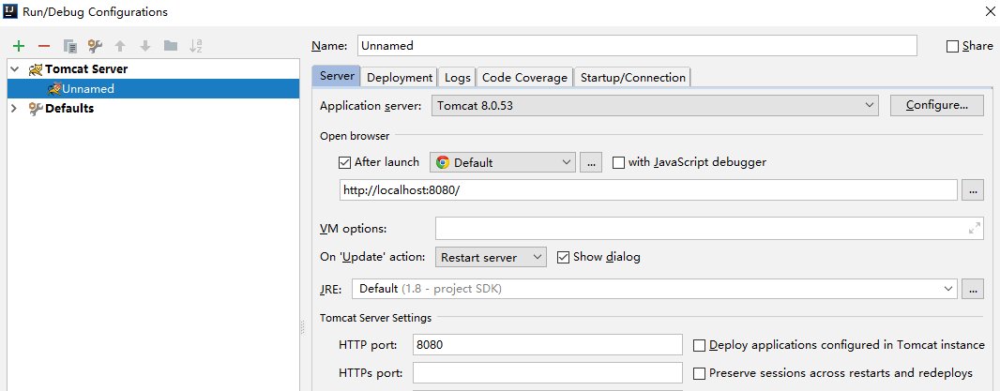 Run/Debug Configurations
Name: Unnamed Share
Tomcat Server
Unnamed
Defaults
Server Deployment Logs Code Coverage Startup/Connection
Application server: Tomcat 8.0.53 Configure...
Open browser
After launch Default ... with JavaScript debugger
http://localhost:8080/ ...
VM options:
On 'Update' action: Restart server Show dialog
JRE: Default (1.8 - project SDK) ...
Tomcat Server Settings
HTTP port: 8080 Deploy applications configured in Tomcat instance
HTTPs port: Preserve sessions across restarts and redeploys